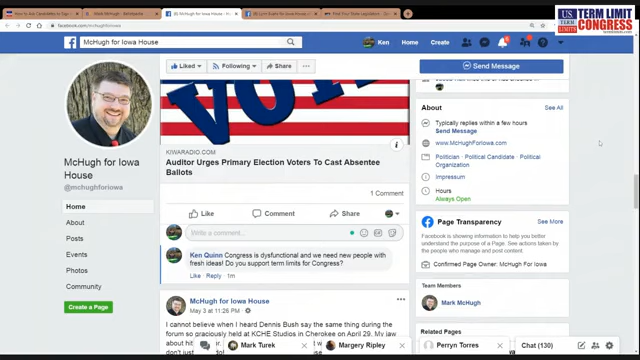 facebook.com/mchughforiowa
US TERM LIMITS
TERM LIMIT CONGRESS
McHugh for Iowa House
Ken
Home
Create
Liked
Following
Share
Send Message
VOTE
KIWARADIO.COM
Auditor Urges Primary Election Voters To Cast Absentee
Ballots
1 Comment
Like
Comment
Share
Write a comment...
Ken Quinn Congress is dysfunctional and we need new people with
fresh ideas! Do you support term limits for Congress?
Like · Reply · 1m
McHugh for Iowa House
May 3 at 11:26 PM
I cannot believe when I heard Dennis Bush say the same thing during the
forum so graciously held at KCHE Studios in Cherokee on April 29. My jaw
McHugh for Iowa
House
@mchughforiowa
Home
About
Posts
Events
Photos
Community
Create a Page
About
See All
Typically replies within a few hours
Send Message
www.McHughForIowa.com
Politician · Political Candidate · Political
Organization
Impressum
Hours
Always Open
Page Transparency
See More
Facebook is showing information to help you better
understand the purpose of a Page. See actions taken by
the people who manage and post content.
Confirmed Page Owner: McHugh For Iowa
Team Members
Mark McHugh
Related Pages
Mark Turek
Margery Ripley
Perryn Torres
Chat (130)